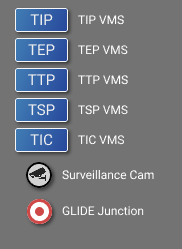 TIP TIP VMS
TEP TEP VMS
TTP TTP VMS
TSP TSP VMS
TIC TIC VMS
Surveillance Cam
GLIDE Junction